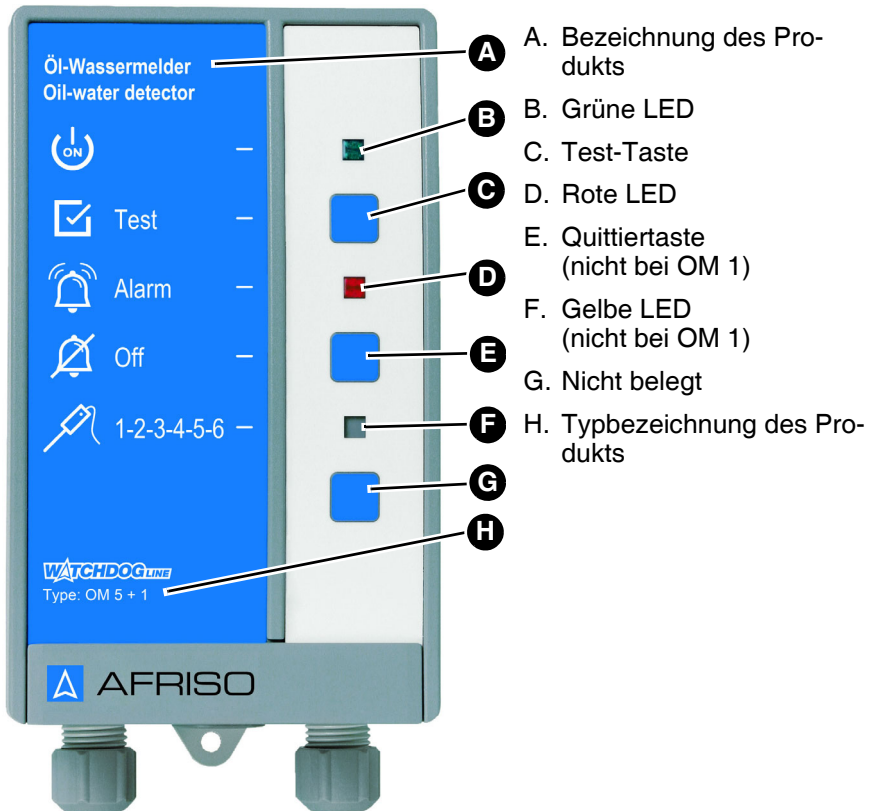 Öl-Wassermelder
Oil-water detector
ON
Test
Alarm
Off
1-2-3-4-5-6
WATCHDOG LINE
Type: OM 5 + 1
AFRISO
A
B
C
D
E
F
G
H
A. Bezeichnung des Pro-
dukts
B. Grüne LED
C. Test-Taste
D. Rote LED
E. Quittiertaste
(nicht bei OM 1)
F. Gelbe LED
(nicht bei OM 1)
G. Nicht belegt
H. Typbezeichnung des Pro-
dukts